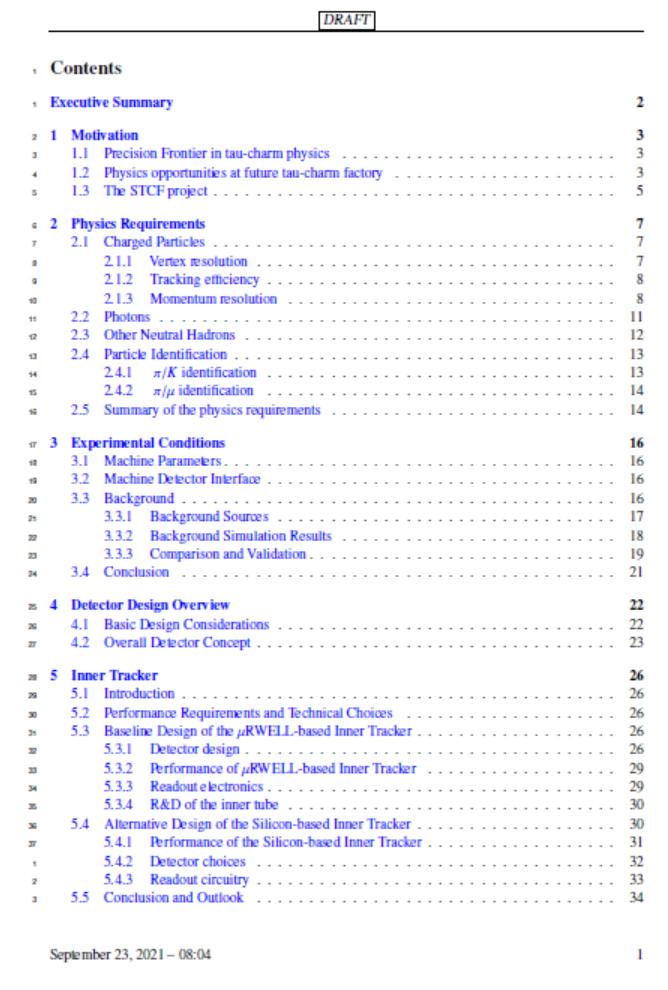 DRAFT
1 Contents
1 Executive Summary 2
2 1 Motivation 3
3 1.1 Precision Frontier in tau-charm physics . . . . . . . . . . . . . . . . . . . . 3
4 1.2 Physics opportunities at future tau-charm factory . . . . . . . . . . . . . . . . 3
5 1.3 The STCF project . . . . . . . . . . . . . . . . . . . . 5
6 2 Physics Requirements 7
7 2.1 Charged Particles . . . . . . . . . . . . . . . . . . . . 7
8 2.1.1 Vertex resolution . . . . . . . . . . . . . . . . . . . . 7
9 2.1.2 Tracking efficiency . . . . . . . . . . . . . . . . . . . . 8
10 2.1.3 Momentum resolution . . . . . . . . . . . . . . . . . . . . 8
11 2.2 Photons . . . . . . . . . . . . . . . . . . . . 11
12 2.3 Other Neutral Hadrons . . . . . . . . . . . . . . . . . . . . 12
13 2.4 Particle Identification . . . . . . . . . . . . . . . . . . . . 13
14 2.4.1 π/K identification . . . . . . . . . . . . . . . . . . . . 13
15 2.4.2 π/μ identification . . . . . . . . . . . . . . . . . . . . 14
16 2.5 Summary of the physics requirements . . . . . . . . . . . . . . . . . . . . 14
17 3 Experimental Conditions 16
18 3.1 Machine Parameters . . . . . . . . . . . . . . . . . . . . 16
19 3.2 Machine Detector Interface . . . . . . . . . . . . . . . . . . . . 16
20 3.3 Background . . . . . . . . . . . . . . . . . . . . 16
21 3.3.1 Background Sources . . . . . . . . . . . . . . . . . . . . 17
22 3.3.2 Background Simulation Results . . . . . . . . . . . . . . . . . . . . 18
23 3.3.3 Comparison and Validation . . . . . . . . . . . . . . . . . . . . 19
24 3.4 Conclusion . . . . . . . . . . . . . . . . . . . . 21
25 4 Detector Design Overview 22
26 4.1 Basic Design Considerations . . . . . . . . . . . . . . . . . . . . 22
27 4.2 Overall Detector Concept . . . . . . . . . . . . . . . . . . . . 23
28 5 Inner Tracker 26
29 5.1 Introduction . . . . . . . . . . . . . . . . . . . . 26
30 5.2 Performance Requirements and Technical Choices . . . . . . . . . . . . . . . 26
31 5.3 Baseline Design of the μRWELL-based Inner Tracker . . . . . . . . . . . . . . 26
32 5.3.1 Detector design . . . . . . . . . . . . . . . . . . . . 26
33 5.3.2 Performance of μRWELL-based Inner Tracker . . . . . . . . . . . . . . 29
34 5.3.3 Readout electronics . . . . . . . . . . . . . . . . . . . . 29
35 5.3.4 R&D of the inner tube . . . . . . . . . . . . . . . . . . . . 30
36 5.4 Alternative Design of the Silicon-based Inner Tracker . . . . . . . . . . . . . . 30
37 5.4.1 Performance of the Silicon-based Inner Tracker . . . . . . . . . . . . . . 31
1 5.4.2 Detector choices . . . . . . . . . . . . . . . . . . . . 32
2 5.4.3 Readout circuitry . . . . . . . . . . . . . . . . . . . . 33
3 5.5 Conclusion and Outlook . . . . . . . . . . . . . . . . . . . . 34
September 23, 2021 – 08:04 1